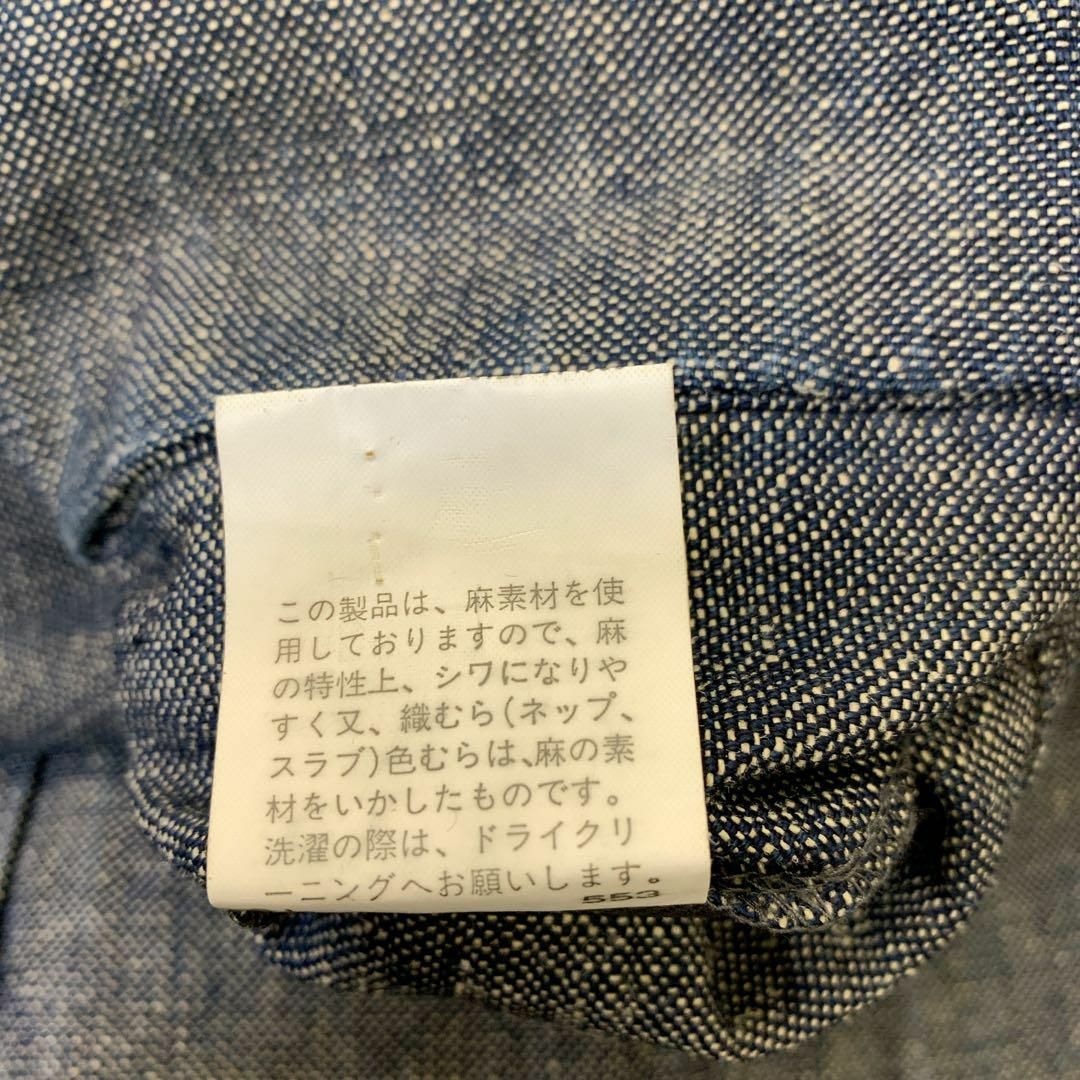 この製品は、麻素材を使
用しておりますので、麻
の特性上、シワになりや
すく又、織むら(ネップ、
スラブ)色むらは、麻の素
材をいかしたものです。
洗濯の際は、ドライクリ
ーニングへお願いします。
553